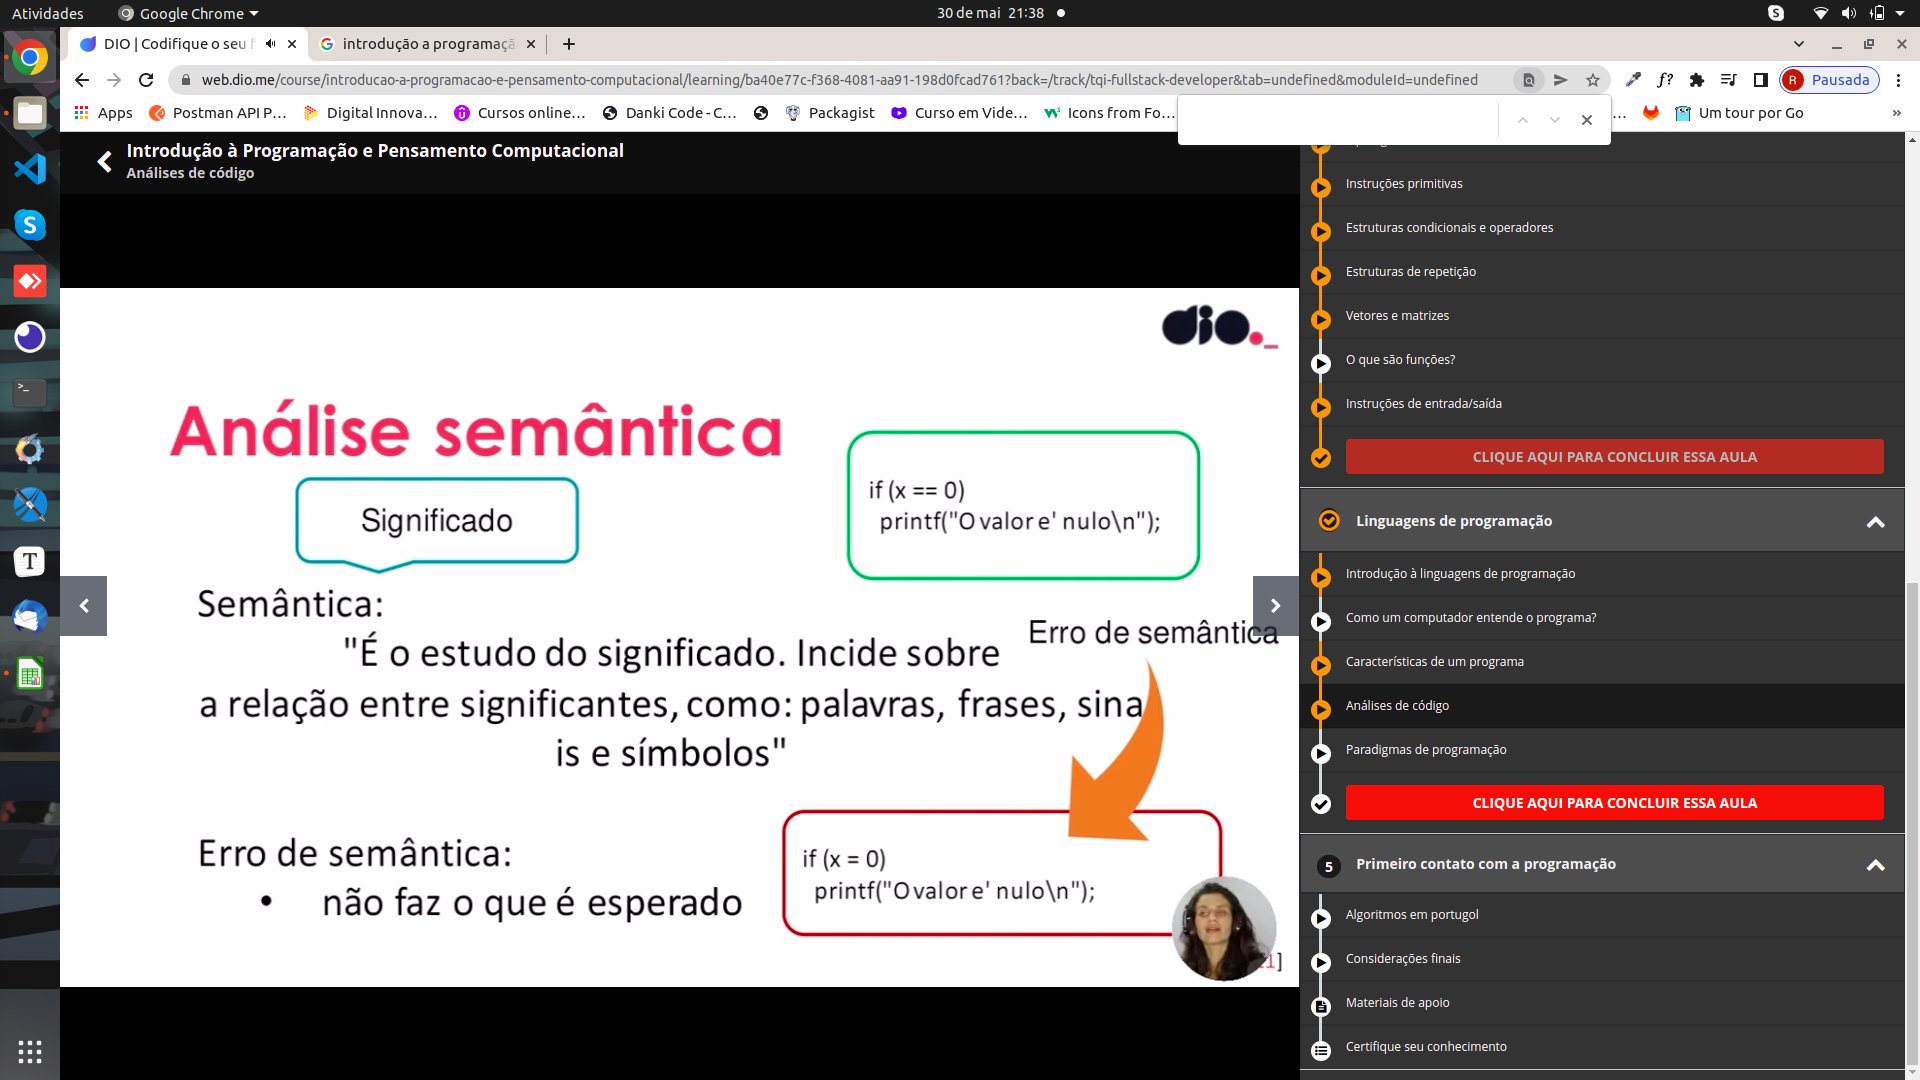 Atividades
Google Chrome
30 de mai 21:38
DIO | Codifique o seu f
introdução a programaçã
web.dio.me/course/introducao-a-programacao-e-pensamento-computacional/learning/ba40e77c-f368-4081-aa91-198d0fcad761?back=/track/tqi-fullstack-developer&tab=undefined&moduleId=undefined
f?
R Pausada
Apps
Postman API P...
Digital Innova...
Cursos online...
Danki Code - C...
Packagist
Curso em Vide...
Icons from Fo...
...
Um tour por Go
»
Introdução à Programação e Pensamento Computacional
Análises de código
dio._
Análise semântica
Significado
if (x == 0)
printf("O valor e' nulo\n");
Semântica:
Erro de semântica
"É o estudo do significado. Incide sobre
a relação entre significantes, como: palavras, frases, sina
is e símbolos"
Erro de semântica:
• não faz o que é esperado
if (x = 0)
printf("O valor e' nulo\n");
1]
Instruções primitivas
Estruturas condicionais e operadores
Estruturas de repetição
Vetores e matrizes
O que são funções?
Instruções de entrada/saída
CLIQUE AQUI PARA CONCLUIR ESSA AULA
Linguagens de programação
Introdução à linguagens de programação
Como um computador entende o programa?
Características de um programa
Análises de código
Paradigmas de programação
CLIQUE AQUI PARA CONCLUIR ESSA AULA
5 Primeiro contato com a programação
Algoritmos em portugol
Considerações finais
Materiais de apoio
Certifique seu conhecimento